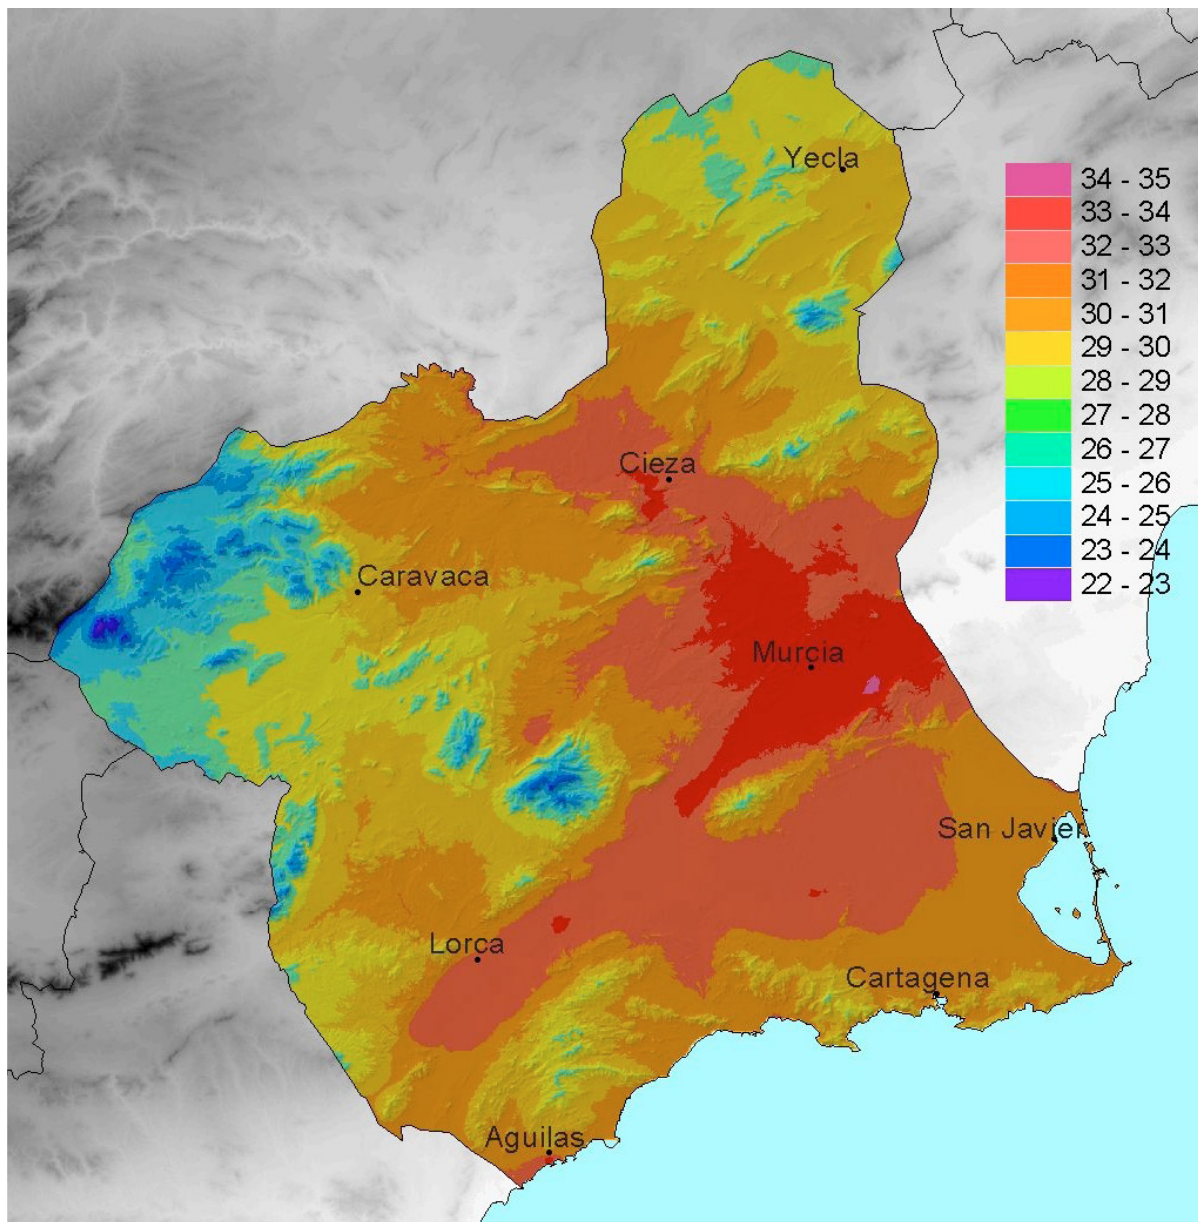 Yecla
34 - 35
33 - 34
32 - 33
31 - 32
30 - 31
29 - 30
28 - 29
27 - 28
26 - 27
25 - 26
24 - 25
23 - 24
22 - 23
Cieza
Caravaca
Murcia
San Javier
Lorca
Cartagena
Aguilas